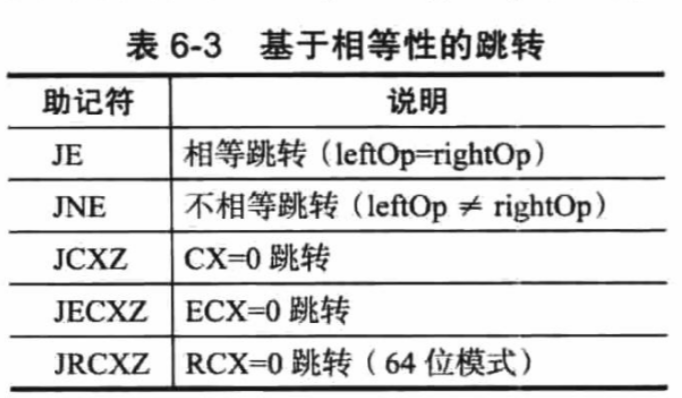 表 6-3 基于相等性的跳转
助记符 说明
JE 相等跳转（leftOp=rightOp）
JNE 不相等跳转（leftOp ≠ rightOp）
JCXZ CX=0 跳转
JECXZ ECX=0 跳转
JRCXZ RCX=0 跳转（64 位模式）